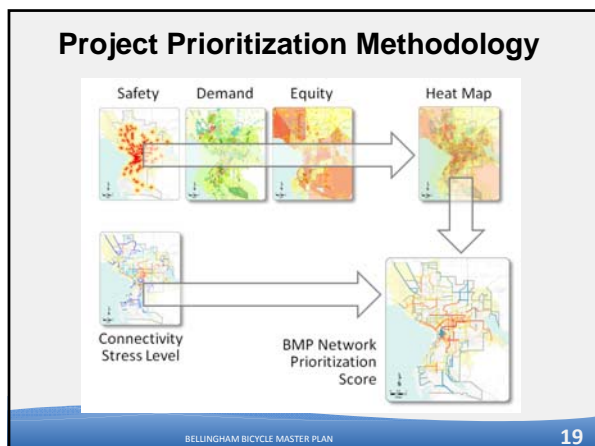 Project Prioritization Methodology
Safety
Demand
Equity
Heat Map
Connectivity
Stress Level
BMP Network
Prioritization
Score
BELLINGHAM BICYCLE MASTER PLAN
19